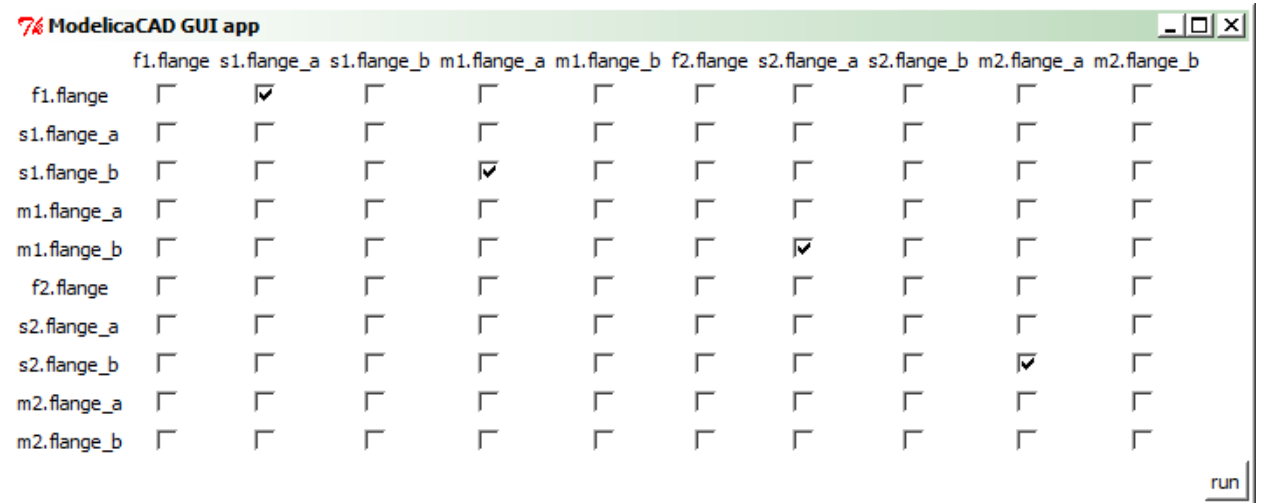 ModelicaCAD GUI app
f1.flange s1.flange_a s1.flange_b m1.flange_a m1.flange_b f2.flange s2.flange_a s2.flange_b m2.flange_a m2.flange_b
f1.flange
s1.flange_a
s1.flange_b
m1.flange_a
m1.flange_b
f2.flange
s2.flange_a
s2.flange_b
m2.flange_a
m2.flange_b
run